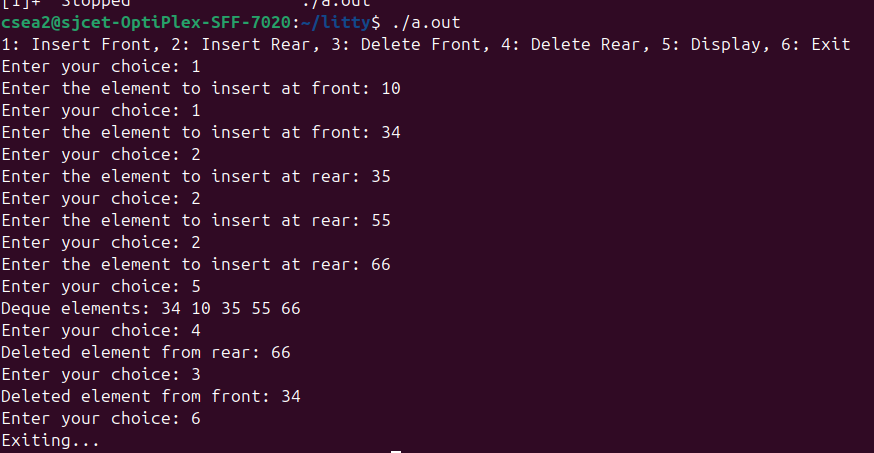 [1]+  Stopped                 ./a.out
csea2@sjcet-OptiPlex-SFF-7020:~/litty$ ./a.out
1: Insert Front, 2: Insert Rear, 3: Delete Front, 4: Delete Rear, 5: Display, 6: Exit
Enter your choice: 1
Enter the element to insert at front: 10
Enter your choice: 1
Enter the element to insert at front: 34
Enter your choice: 2
Enter the element to insert at rear: 35
Enter your choice: 2
Enter the element to insert at rear: 55
Enter your choice: 2
Enter the element to insert at rear: 66
Enter your choice: 5
Deque elements: 34 10 35 55 66
Enter your choice: 4
Deleted element from rear: 66
Enter your choice: 3
Deleted element from front: 34
Enter your choice: 6
Exiting...